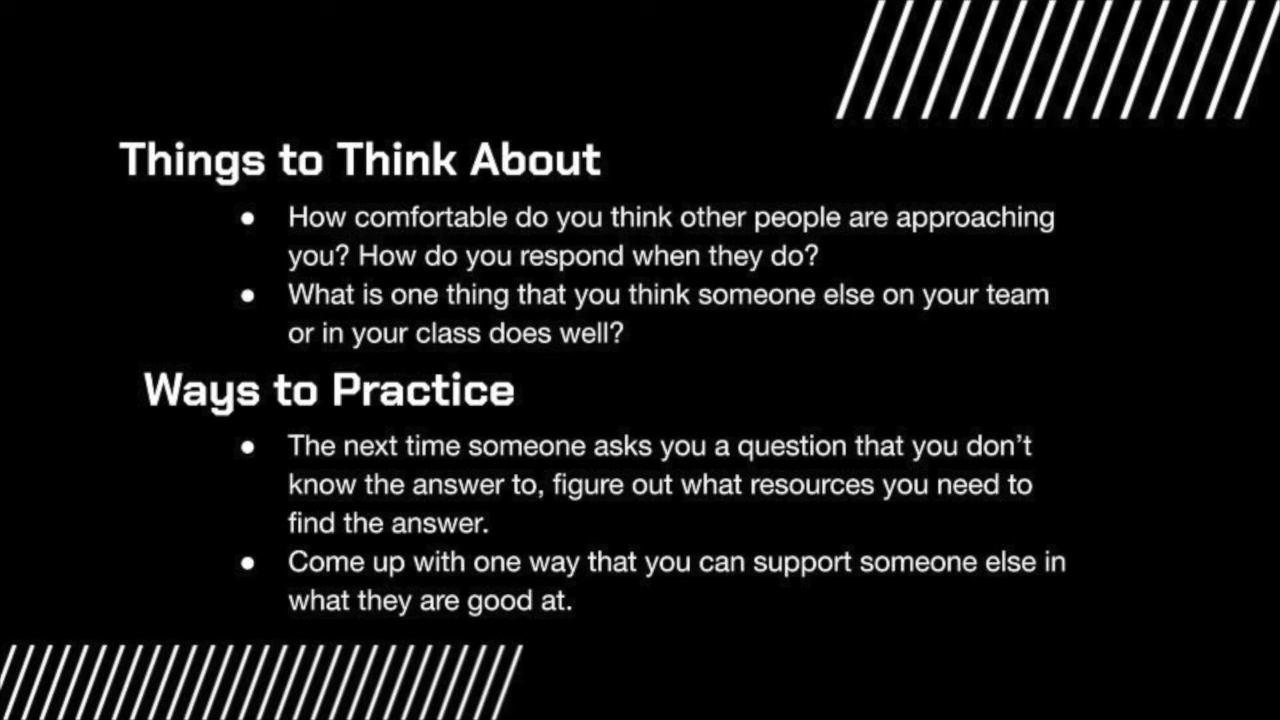 Things to Think About
● How comfortable do you think other people are approaching
you? How do you respond when they do?
● What is one thing that you think someone else on your team
or in your class does well?
Ways to Practice
● The next time someone asks you a question that you don’t
know the answer to, figure out what resources you need to
find the answer.
● Come up with one way that you can support someone else in
what they are good at.